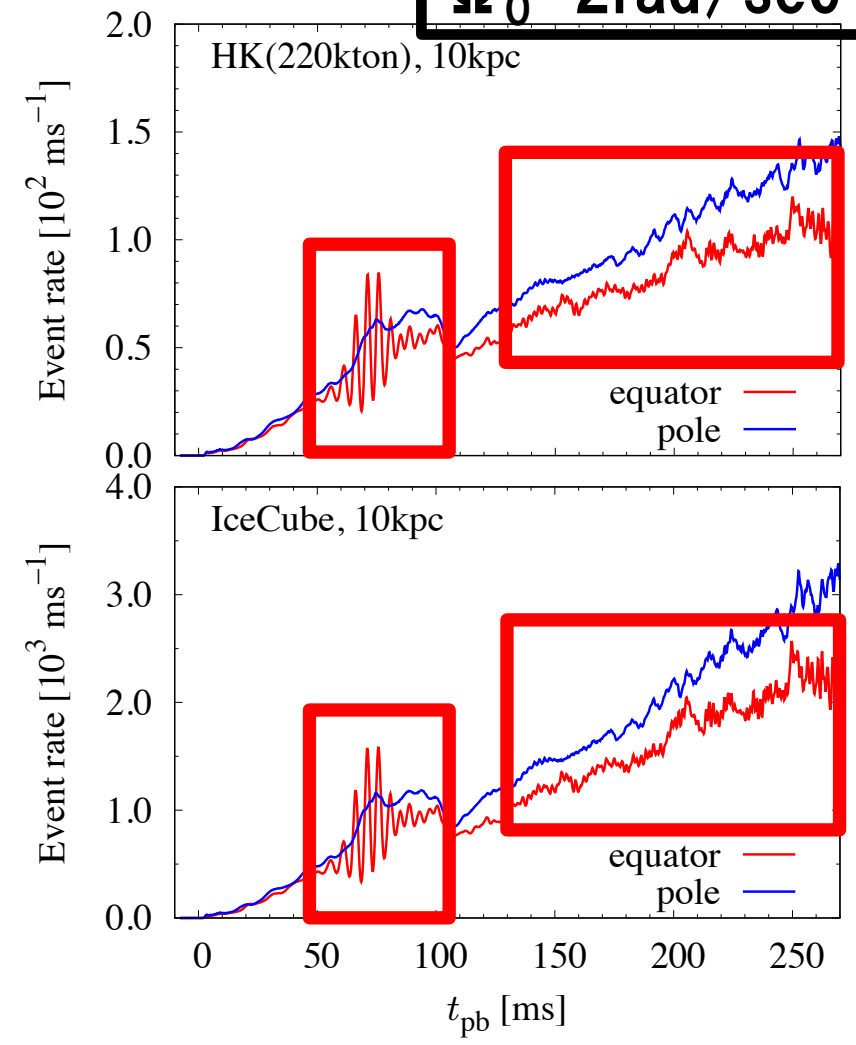 2rad/sec
2.0
HK(220kton), 10kpc
1.5
1.0
0.5
0.0
Event rate [10² ms⁻¹]
equator
pole
4.0
IceCube, 10kpc
3.0
2.0
1.0
0.0
Event rate [10³ ms⁻¹]
equator
pole
0 50 100 150 200 250
t_pb [ms]